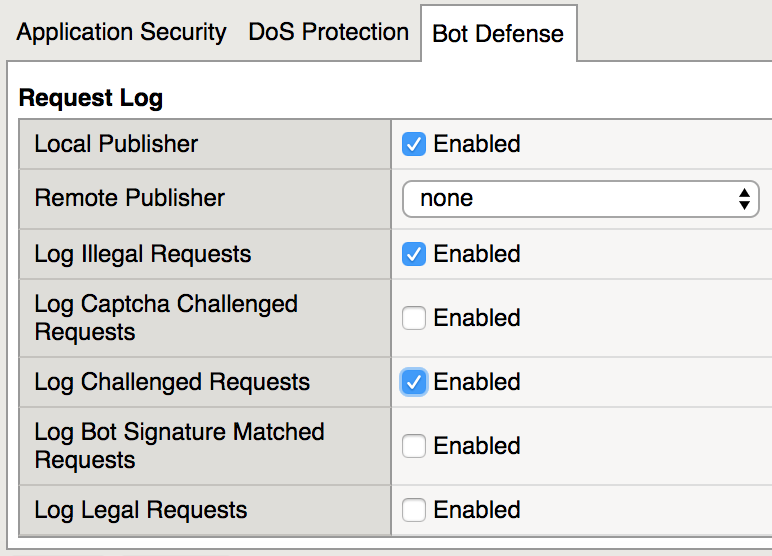 Application Security DoS Protection Bot Defense
Request Log
Local Publisher Enabled
Remote Publisher none
Log Illegal Requests Enabled
Log Captcha Challenged
Requests Enabled
Log Challenged Requests Enabled
Log Bot Signature Matched
Requests Enabled
Log Legal Requests Enabled